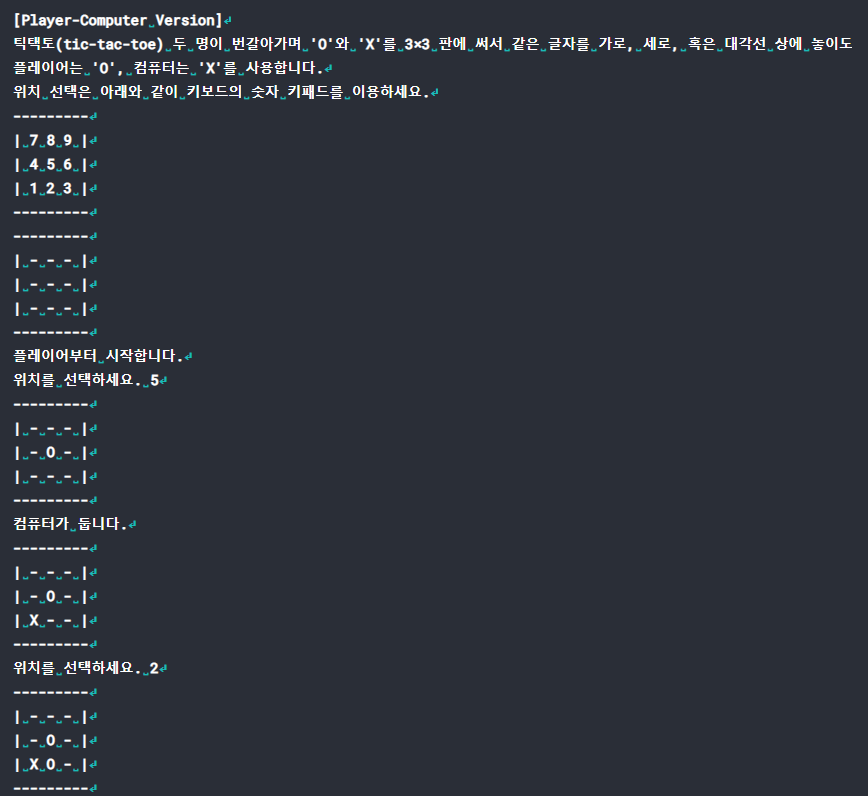 [Player-Computer Version]
틱택토(tic-tac-toe) 두 명이 번갈아가며 'O'와 'X'를 3×3 판에 써서 같은 글자를 가로, 세로, 혹은 대각선 상에 놓이도
플레이어는 'O', 컴퓨터는 'X'를 사용합니다.
위치 선택은 아래와 같이 키보드의 숫자 키패드를 이용하세요.
---------
| 7 8 9 |
| 4 5 6 |
| 1 2 3 |
---------
---------
| - - - |
| - - - |
| - - - |
---------
플레이어부터 시작합니다.
위치를 선택하세요. 5
---------
| - - - |
| - O - |
| - - - |
---------
컴퓨터가 둡니다.
---------
| - - - |
| - O - |
| X - - |
---------
위치를 선택하세요. 2
---------
| - - - |
| - O - |
| X O - |
---------